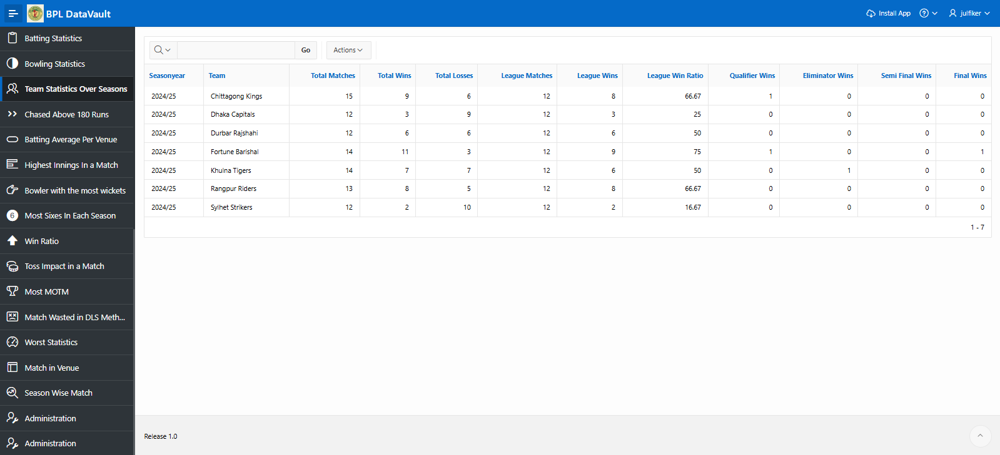 BPL DataVault
Install App
julfiker
Batting Statistics
Bowling Statistics
Team Statistics Over Seasons
Chased Above 180 Runs
Batting Average Per Venue
Highest Innings In a Match
Bowler with the most wickets
6 Most Sixes In Each Season
Win Ratio
Toss Impact in a Match
Most MOTM
Match Wasted in DLS Meth...
Worst Statistics
Match in Venue
Season Wise Match
Administration
Administration
Go Actions
Seasonyear Team Total Matches Total Wins Total Losses League Matches League Wins League Win Ratio Qualifier Wins Eliminator Wins Semi Final Wins Final Wins
2024/25 Chittagong Kings 15 9 6 12 8 66.67 1 0 0 0
2024/25 Dhaka Capitals 12 3 9 12 3 25 0 0 0 0
2024/25 Durbar Rajshahi 12 6 6 12 6 50 0 0 0 0
2024/25 Fortune Barishal 14 11 3 12 9 75 1 0 0 1
2024/25 Khulna Tigers 14 7 7 12 6 50 0 1 0 0
2024/25 Rangpur Riders 13 8 5 12 8 66.67 0 0 0 0
2024/25 Sylhet Strikers 12 2 10 12 2 16.67 0 0 0 0
1 - 7
Release 1.0